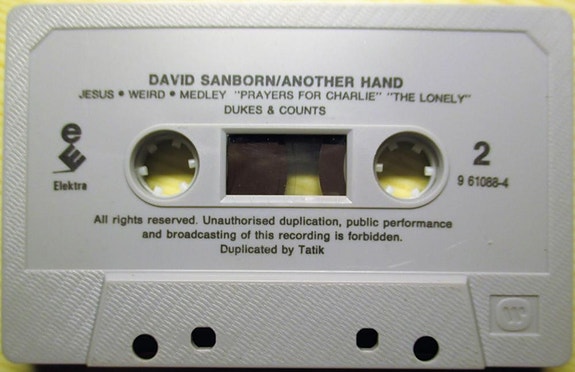 DAVID SANBORN/ANOTHER HAND
JESUS • WEIRD • MEDLEY "PRAYERS FOR CHARLIE" "THE LONELY"
DUKES & COUNTS
e
Elektra
2
9 61088-4
All rights reserved. Unauthorised duplication, public performance
and broadcasting of this recording is forbidden.
Duplicated by Tatik